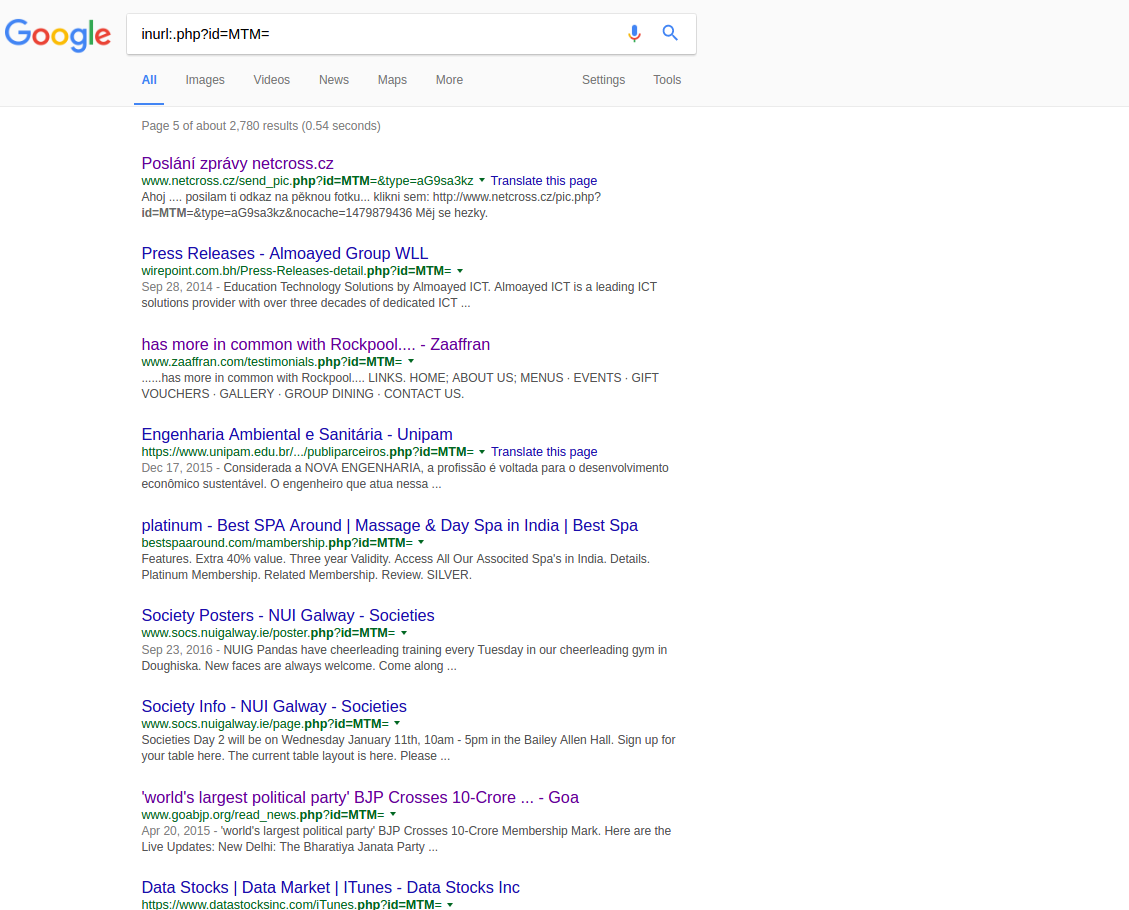 Google
inurl:.php?id=MTM=
All Images Videos News Maps More Settings Tools
Page 5 of about 2,780 results (0.54 seconds)
Poslání zprávy netcross.cz
www.netcross.cz/send_pic.php?id=MTM=&type=aG9sa3kz Translate this page
Ahoj .... posilam ti odkaz na pěknou fotku... klikni sem: http://www.netcross.cz/pic.php?
id=MTM=&type=aG9sa3kz&nocache=1479879436 Měj se hezky.
Press Releases - Almoayed Group WLL
wirepoint.com.bh/Press-Releases-detail.php?id=MTM=
Sep 28, 2014 - Education Technology Solutions by Almoayed ICT. Almoayed ICT is a leading ICT
solutions provider with over three decades of dedicated ICT ...
has more in common with Rockpool.... - Zaaffran
www.zaaffran.com/testimonials.php?id=MTM=
......has more in common with Rockpool.... LINKS. HOME; ABOUT US; MENUS · EVENTS · GIFT
VOUCHERS · GALLERY · GROUP DINING · CONTACT US.
Engenharia Ambiental e Sanitária - Unipam
https://www.unipam.edu.br/.../publiparceiros.php?id=MTM= Translate this page
Dec 17, 2015 - Considerada a NOVA ENGENHARIA, a profissão é voltada para o desenvolvimento
econômico sustentável. O engenheiro que atua nessa ...
platinum - Best SPA Around | Massage & Day Spa in India | Best Spa
bestspaaround.com/mambership.php?id=MTM=
Features. Extra 40% value. Three year Validity. Access All Our Associted Spa's in India. Details.
Platinum Membership. Related Membership. Review. SILVER.
Society Posters - NUI Galway - Societies
www.socs.nuigalway.ie/poster.php?id=MTM=
Sep 23, 2016 - NUIG Pandas have cheerleading training every Tuesday in our cheerleading gym in
Doughiska. New faces are always welcome. Come along ...
Society Info - NUI Galway - Societies
www.socs.nuigalway.ie/page.php?id=MTM=
Societies Day 2 will be on Wednesday January 11th, 10am - 5pm in the Bailey Allen Hall. Sign up for
your table here. The current table layout is here. Please ...
'world's largest political party' BJP Crosses 10-Crore ... - Goa
www.goabjp.org/read_news.php?id=MTM=
Apr 20, 2015 - 'world's largest political party' BJP Crosses 10-Crore Membership Mark. Here are the
Live Updates: New Delhi: The Bharatiya Janata Party ...
Data Stocks | Data Market | ITunes - Data Stocks Inc
https://www.datastocksinc.com/iTunes.php?id=MTM=